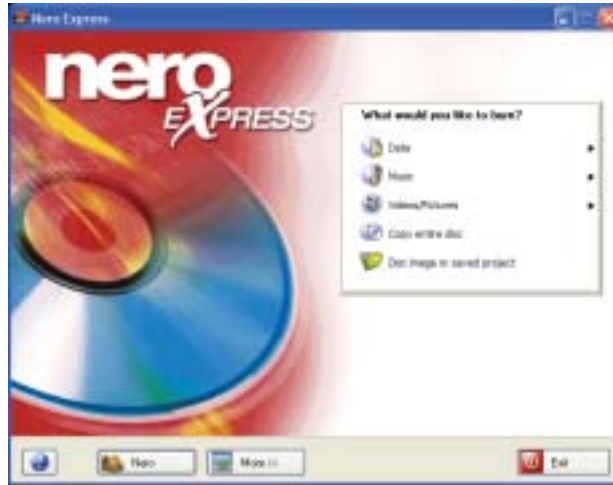 Nero Express
nero
EXPRESS
What would you like to burn?
Data
Music
Videos/Pictures
Copy entire disc
Disc image or saved project
Nero
More >>
Exit